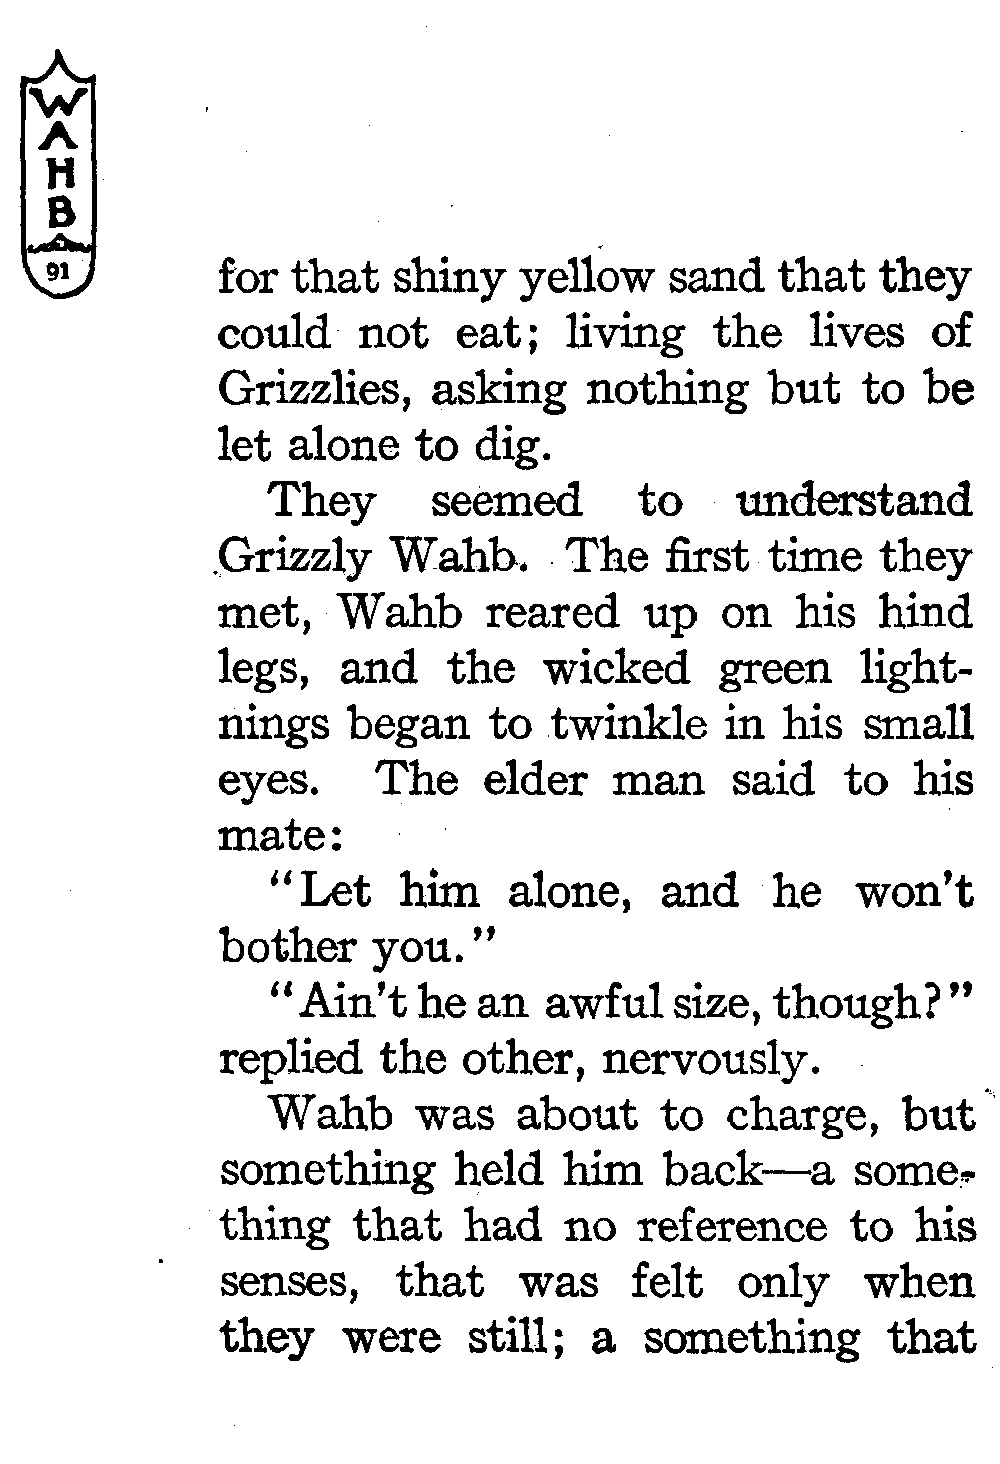 WAHB
91
for that shiny yellow sand that they
could not eat; living the lives of
Grizzlies, asking nothing but to be
let alone to dig.
They seemed to understand
Grizzly Wahb. The first time they
met, Wahb reared up on his hind
legs, and the wicked green light-
nings began to twinkle in his small
eyes. The elder man said to his
mate:
"Let him alone, and he won't
bother you."
"Ain't he an awful size, though?"
replied the other, nervously.
Wahb was about to charge, but
something held him back—a some-
thing that had no reference to his
senses, that was felt only when
they were still; a something that